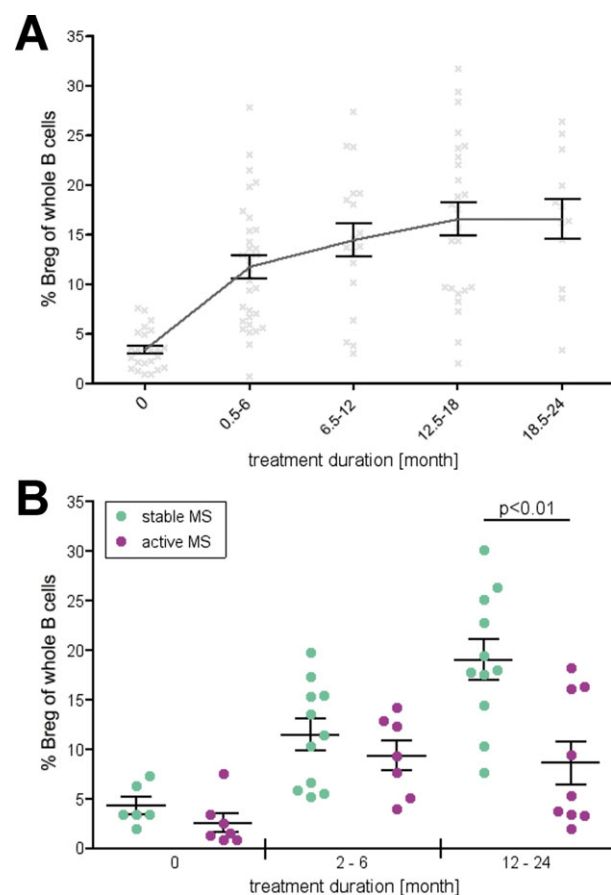 A
35
30
25
20
15
10
5
0
% Breg of whole B cells
0
0.5-6
6.5-12
12.5-18
18.5-24
treatment duration [month]
B
35
30
25
20
15
10
5
0
% Breg of whole B cells
stable MS
active MS
p<0.01
0
2 - 6
12 - 24
treatment duration [month]